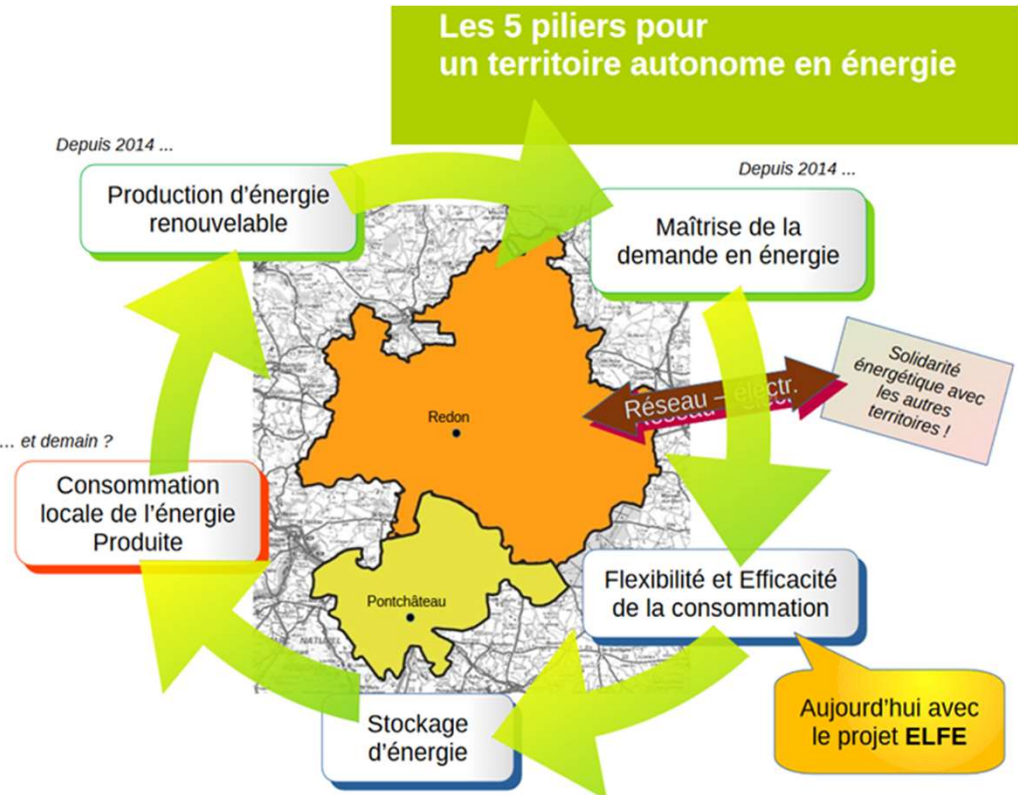 Les 5 piliers pour
un territoire autonome en énergie
Depuis 2014 ...
Production d’énergie
renouvelable
Depuis 2014 ...
Maîtrise de la
demande en énergie
Solidarité
énergétique avec
les autres
territoires !
Réseau – électr.
Redon
... et demain ?
Consommation
locale de l’énergie
Produite
Flexibilité et Efficacité
de la consommation
Pontchâteau
Stockage
d’énergie
Aujourd’hui avec
le projet ELFE